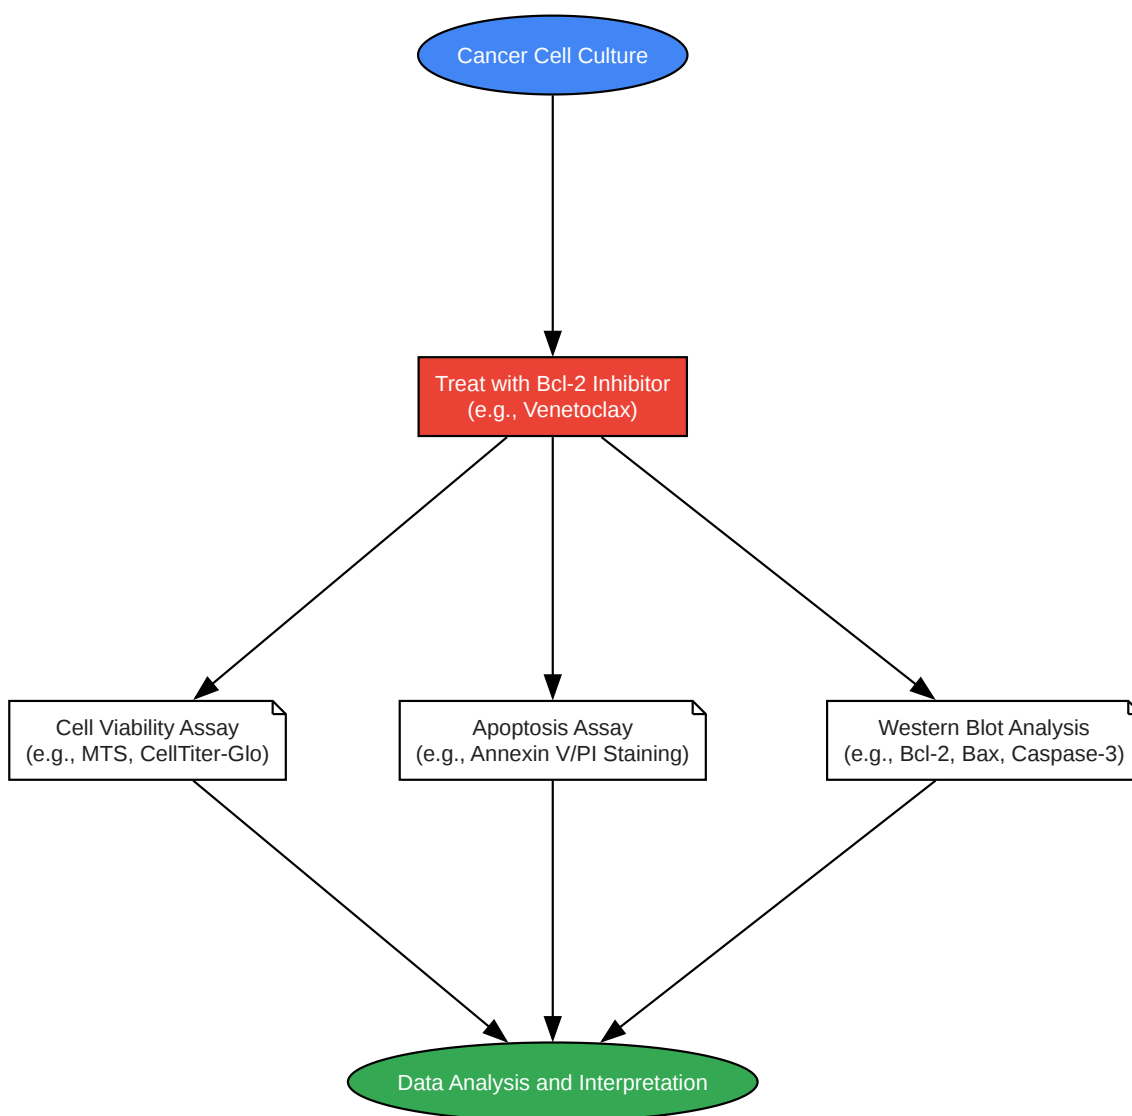 Cancer Cell Culture
Treat with Bcl-2 Inhibitor
(e.g., Venetoclax)
Cell Viability Assay
(e.g., MTS, CellTiter-Glo)
Apoptosis Assay
(e.g., Annexin V/PI Staining)
Western Blot Analysis
(e.g., Bcl-2, Bax, Caspase-3)
Data Analysis and Interpretation